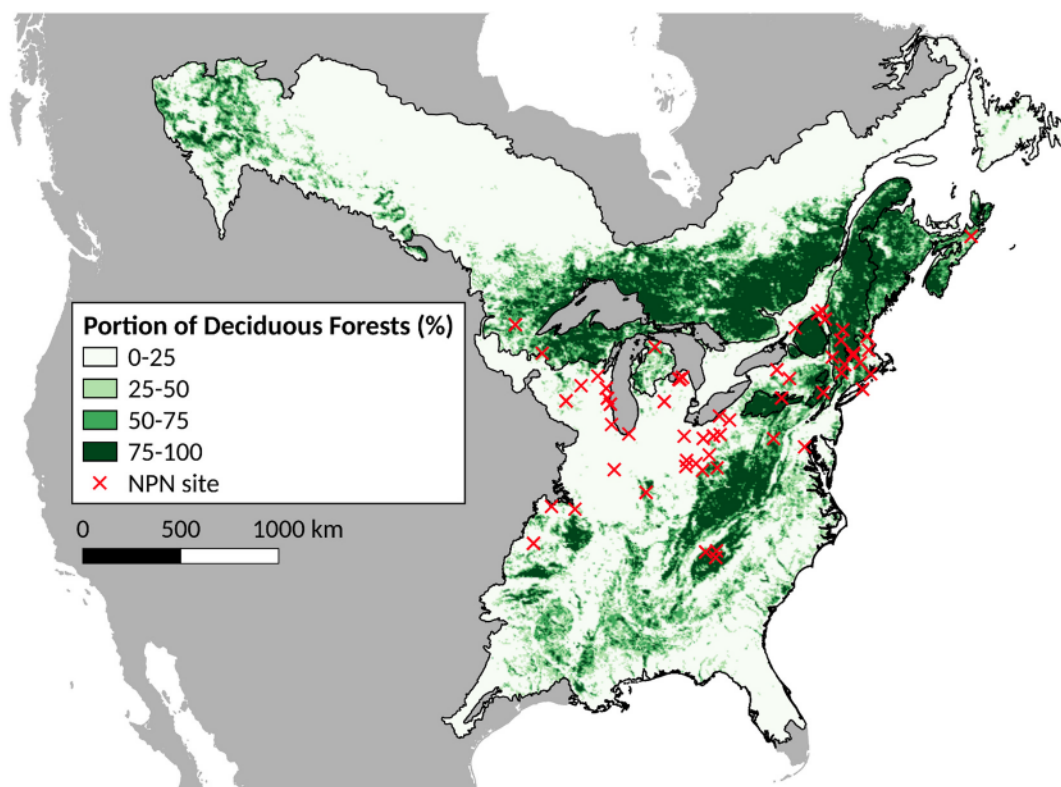 Portion of Deciduous Forests (%)
0-25
25-50
50-75
75-100
NPN site
0 500 1000 km